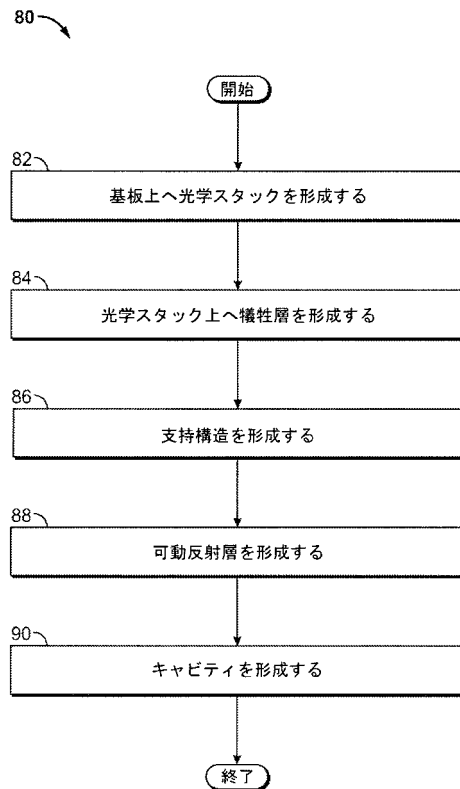 80
開始
82
基板上へ光学スタックを形成する
84
光学スタック上へ犠牲層を形成する
86
支持構造を形成する
88
可動反射層を形成する
90
キャビティを形成する
終了